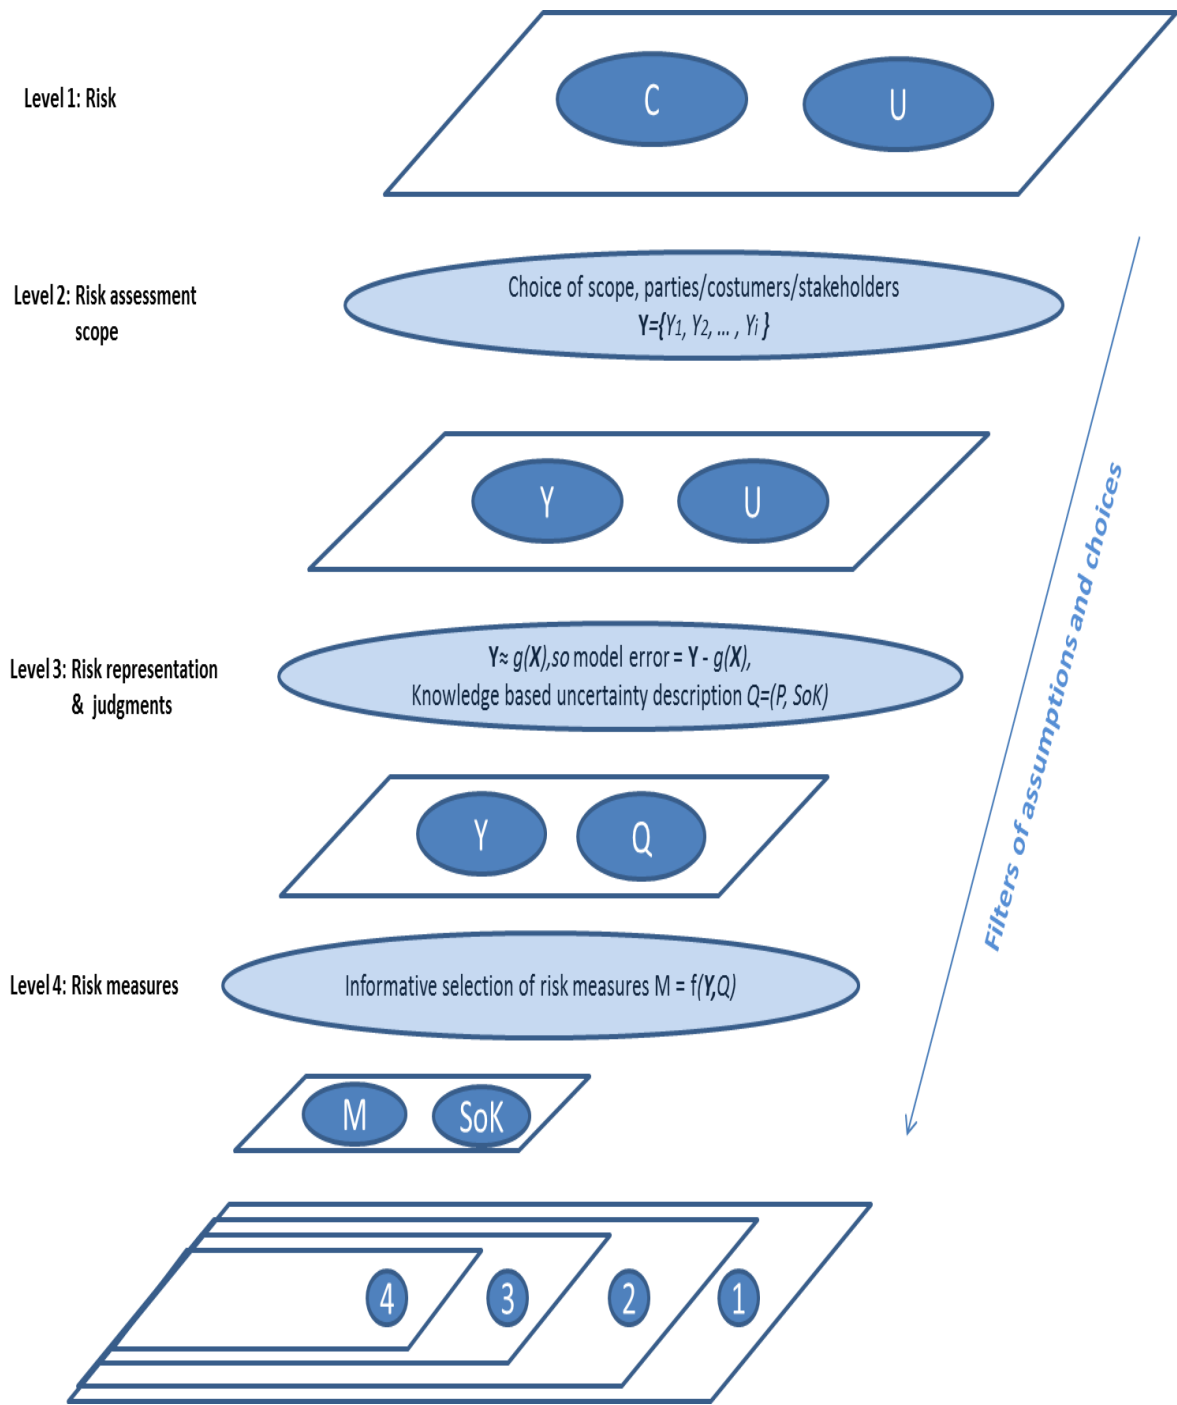 Level 1: Risk
C
U
Level 2: Risk assessment
scope
Choice of scope, parties/costumers/stakeholders
Y={Y1, Y2, ... , Yi }
Y
U
Level 3: Risk representation
& judgments
Y≈ g(X),so model error = Y - g(X),
Knowledge based uncertainty description Q=(P, SoK)
Y
Q
Level 4: Risk measures
Informative selection of risk measures M = f(Y,Q)
M
SoK
Filters of assumptions and choices
4
3
2
1